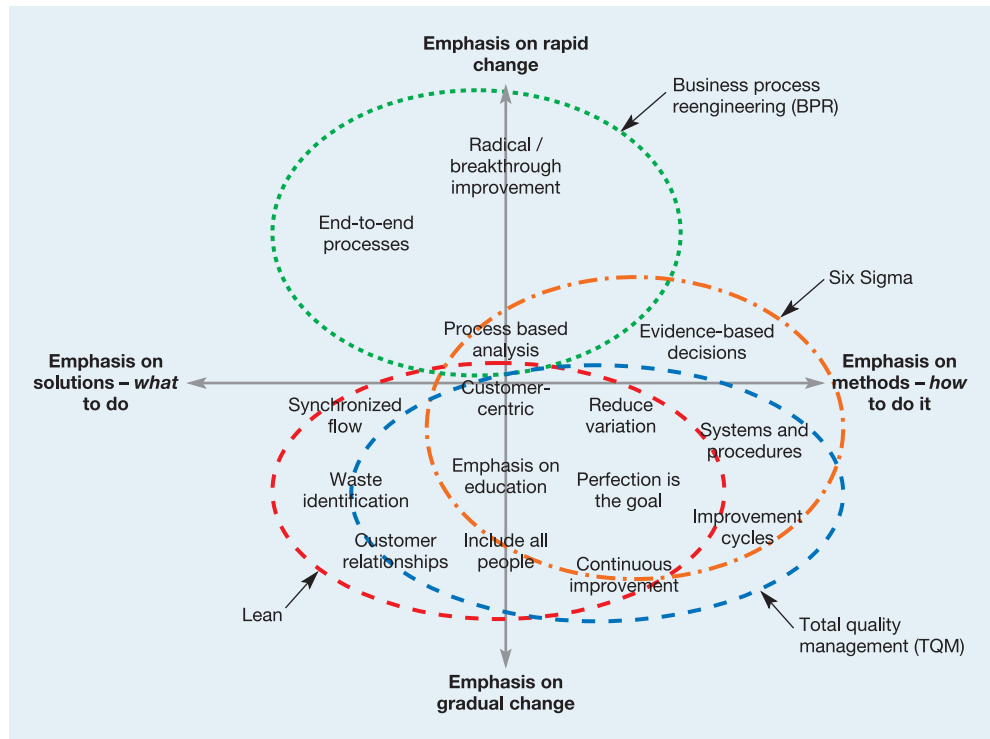 Emphasis on rapid
change
Business process
reengineering (BPR)
Radical /
breakthrough
improvement
End-to-end
processes
Six Sigma
Process based
analysis
Evidence-based
decisions
Emphasis on
solutions – what
to do
Emphasis on
methods – how
to do it
Customer-
centric
Synchronized
flow
Reduce
variation
Systems and
procedures
Emphasis on
education
Waste
identification
Perfection is
the goal
Improvement
cycles
Customer
relationships
Include all
people
Continuous
improvement
Lean
Total quality
management (TQM)
Emphasis on
gradual change